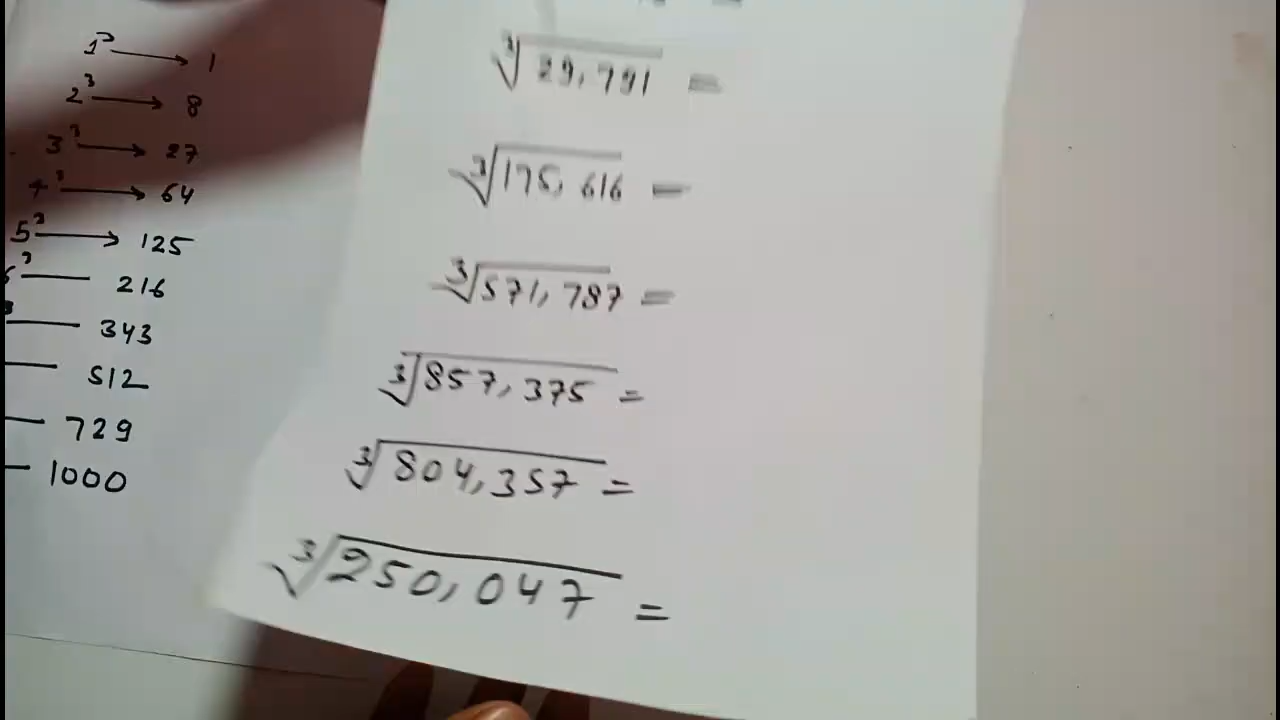 1³ → 1
2³ → 8
3³ → 27
4³ → 64
5³ → 125
6³ — 216
— 343
— 512
— 729
— 1000
∛29,791 =
∛175,616 =
∛571,787 =
∛857,375 =
∛804,357 =
∛250,047 =